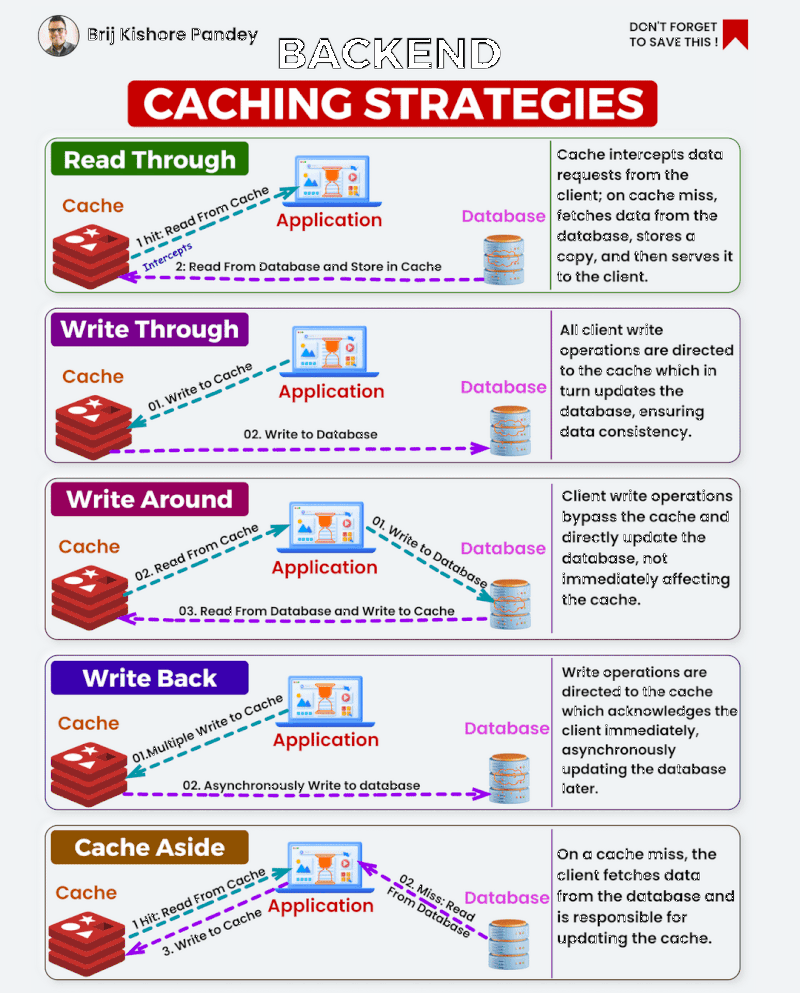 Brij Kishore Pandey
DON'T FORGET
TO SAVE THIS !
BACKEND
CACHING STRATEGIES
Read Through
Cache
1 hit: Read From Cache
Intercepts
Application
2: Read From Database and Store in Cache
Database
Cache intercepts data
requests from the
client; on cache miss,
fetches data from the
database, stores a
copy, and then serves it
to the client.
Write Through
Cache
01. Write to Cache
Application
02. Write to Database
Database
All client write
operations are directed
to the cache which in
turn updates the
database, ensuring
data consistency.
Write Around
Cache
02. Read From Cache
Application
01. Write to Database
Database
03. Read From Database and Write to Cache
Client write operations
bypass the cache and
directly update the
database, not
immediately affecting
the cache.
Write Back
Cache
01.Multiple Write to Cache
Application
02. Asynchronously Write to database
Database
Write operations are
directed to the cache
which acknowledges the
client immediately,
asynchronously
updating the database
later.
Cache Aside
Cache
1 Hit: Read From Cache
3. Write to Cache
Application
02. Miss: Read
From Database
Database
On a cache miss, the
client fetches data
from the database and
is responsible for
updating the cache.